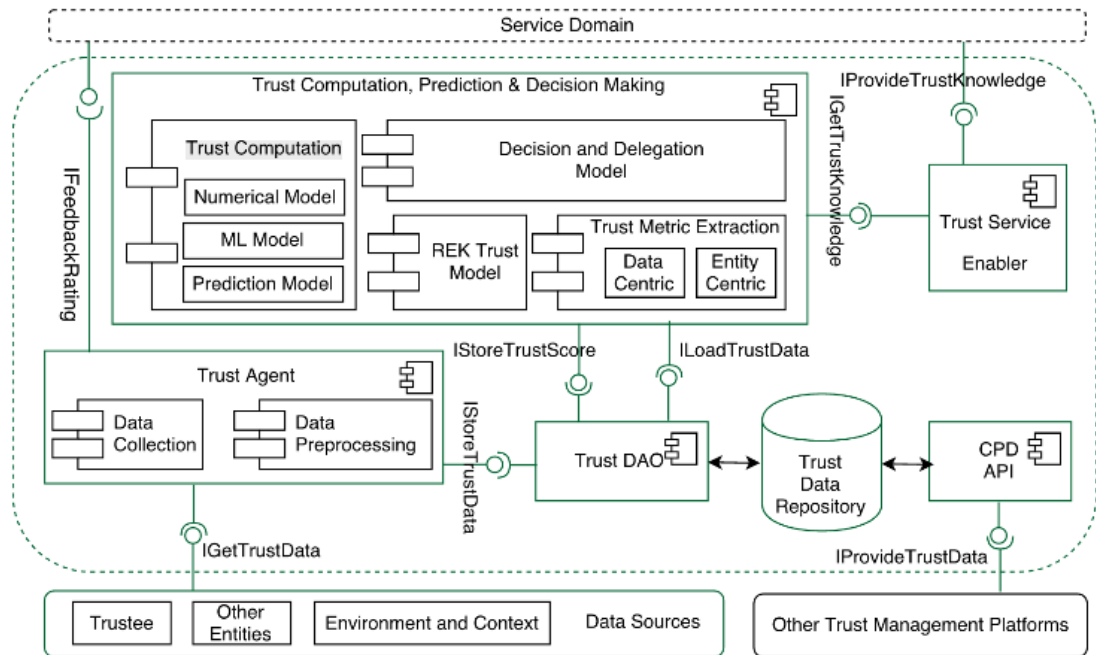 Service Domain
Trust Computation, Prediction & Decision Making
IProvideTrustKnowledge
IGetTrustKnowledge
IFeedbackRating
Trust Computation
Numerical Model
ML Model
Prediction Model
Decision and Delegation
Model
REK Trust
Model
Trust Metric Extraction
Data
Centric
Entity
Centric
Trust Service
Enabler
IStoreTrustScore
ILoadTrustData
Trust Agent
Data
Collection
Data
Preprocessing
IStoreTrustData
Trust DAO
Trust
Data
Repository
CPD
API
IGetTrustData
IProvideTrustData
Trustee
Other
Entities
Environment and Context
Data Sources
Other Trust Management Platforms